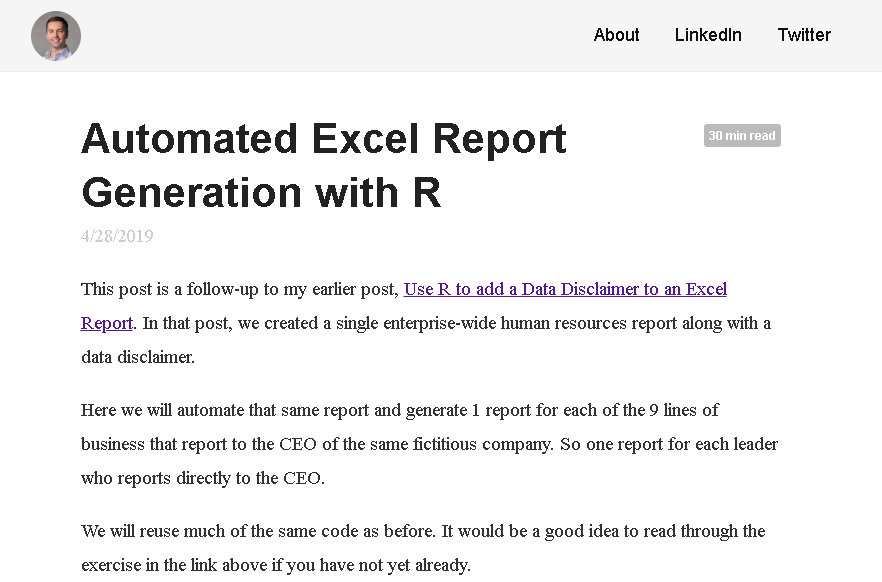 About LinkedIn Twitter
Automated Excel Report
30 min read
Generation with R
4/28/2019
This post is a follow-up to my earlier post, Use R to add a Data Disclaimer to an Excel
Report. In that post, we created a single enterprise-wide human resources report along with a
data disclaimer.
Here we will automate that same report and generate 1 report for each of the 9 lines of
business that report to the CEO of the same fictitious company. So one report for each leader
who reports directly to the CEO.
We will reuse much of the same code as before. It would be a good idea to read through the
exercise in the link above if you have not yet already.